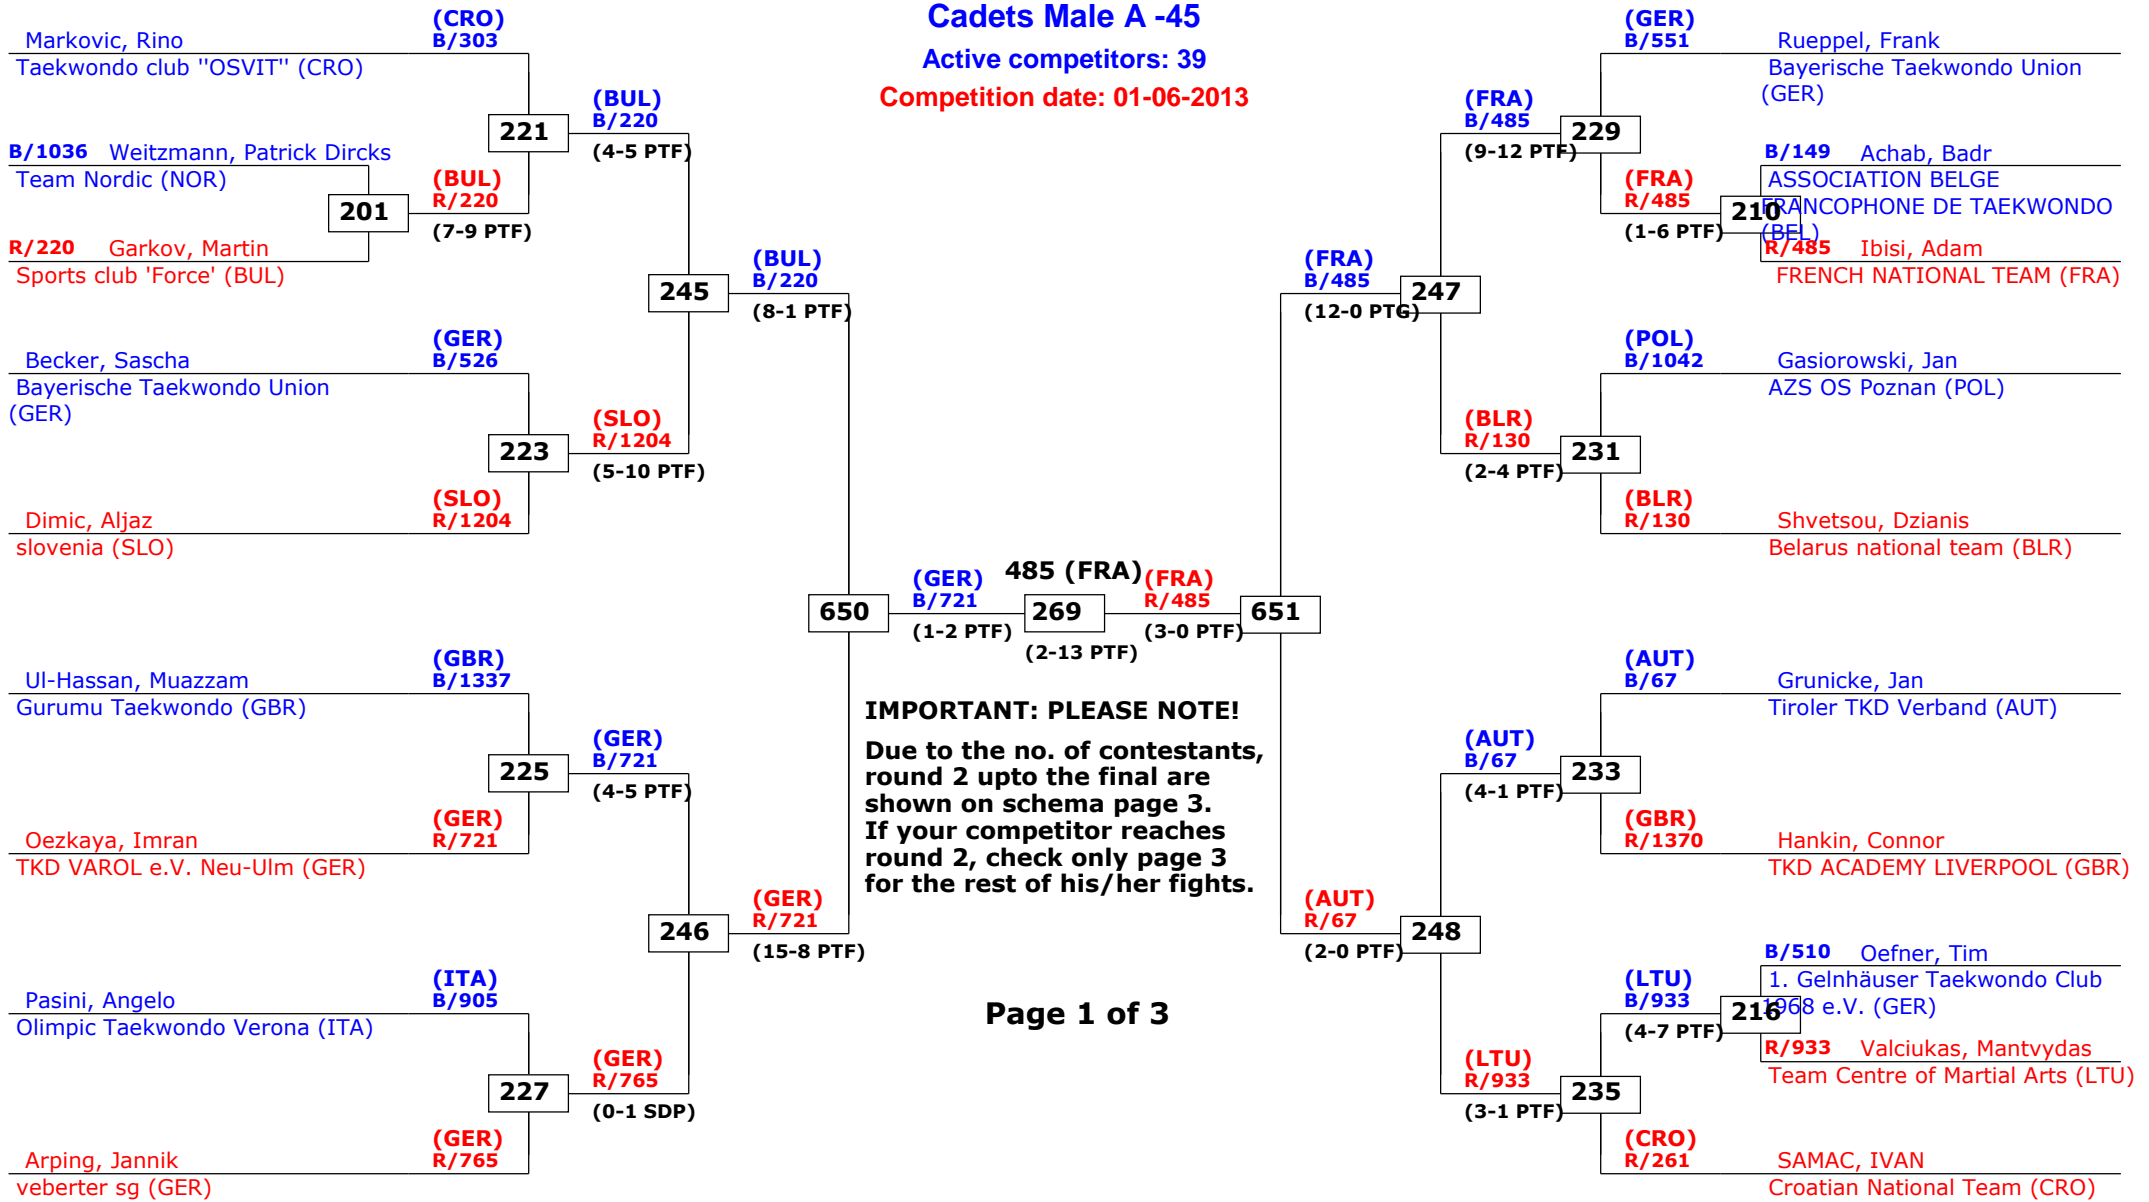 Cadets Male A -45
Active competitors: 39
Competition date: 01-06-2013
(CRO)
Markovic, Rino B/303
Taekwondo club "OSVIT" (CRO)
221
(BUL)
B/220
(4-5 PTF)
B/1036 Weitzmann, Patrick Dircks
Team Nordic (NOR)
201
(BUL)
R/220
(7-9 PTF)
R/220 Garkov, Martin
Sports club 'Force' (BUL)
245
(BUL)
B/220
(8-1 PTF)
(GER)
Becker, Sascha B/526
Bayerische Taekwondo Union
(GER)
223
(SLO)
R/1204
(5-10 PTF)
(SLO)
Dimic, Aljaz R/1204
slovenia (SLO)
650
(GER)
B/721
(1-2 PTF)
485 (FRA)
269
(2-13 PTF)
(FRA)
R/485
(3-0 PTF)
651
(GBR)
Ul-Hassan, Muazzam B/1337
Gurumu Taekwondo (GBR)
225
(GER)
B/721
(4-5 PTF)
(GER)
Oezkaya, Imran R/721
TKD VAROL e.V. Neu-Ulm (GER)
246
(GER)
R/721
(15-8 PTF)
(ITA)
Pasini, Angelo B/905
Olimpic Taekwondo Verona (ITA)
227
(GER)
R/765
(0-1 SDP)
(GER)
Arping, Jannik R/765
veberter sg (GER)
IMPORTANT: PLEASE NOTE!
Due to the no. of contestants,
round 2 upto the final are
shown on schema page 3.
If your competitor reaches
round 2, check only page 3
for the rest of his/her fights.
Page 1 of 3
(GER)
B/551 Rueppel, Frank
Bayerische Taekwondo Union
(GER)
(FRA)
B/485
(9-12 PTF)
229
B/149 Achab, Badr
ASSOCIATION BELGE
FRANCOPHONE DE TAEKWONDO
(BEL)
(FRA)
R/485
(1-6 PTF)
210
R/485 Ibisi, Adam
FRENCH NATIONAL TEAM (FRA)
(FRA)
B/485
(12-0 PTG)
247
(POL)
B/1042 Gasiorowski, Jan
AZS OS Poznan (POL)
(BLR)
R/130
(2-4 PTF)
231
(BLR)
R/130 Shvetsou, Dzianis
Belarus national team (BLR)
(AUT)
B/67 Grunicke, Jan
Tiroler TKD Verband (AUT)
(AUT)
B/67
(4-1 PTF)
233
(GBR)
R/1370 Hankin, Connor
TKD ACADEMY LIVERPOOL (GBR)
(AUT)
R/67
(2-0 PTF)
248
B/510 Oefner, Tim
1. Gelnhäuser Taekwondo Club
1968 e.V. (GER)
(LTU)
B/933
(4-7 PTF)
216
R/933 Valciukas, Mantvydas
Team Centre of Martial Arts (LTU)
(LTU)
R/933
(3-1 PTF)
235
(CRO)
R/261 SAMAC, IVAN
Croatian National Team (CRO)